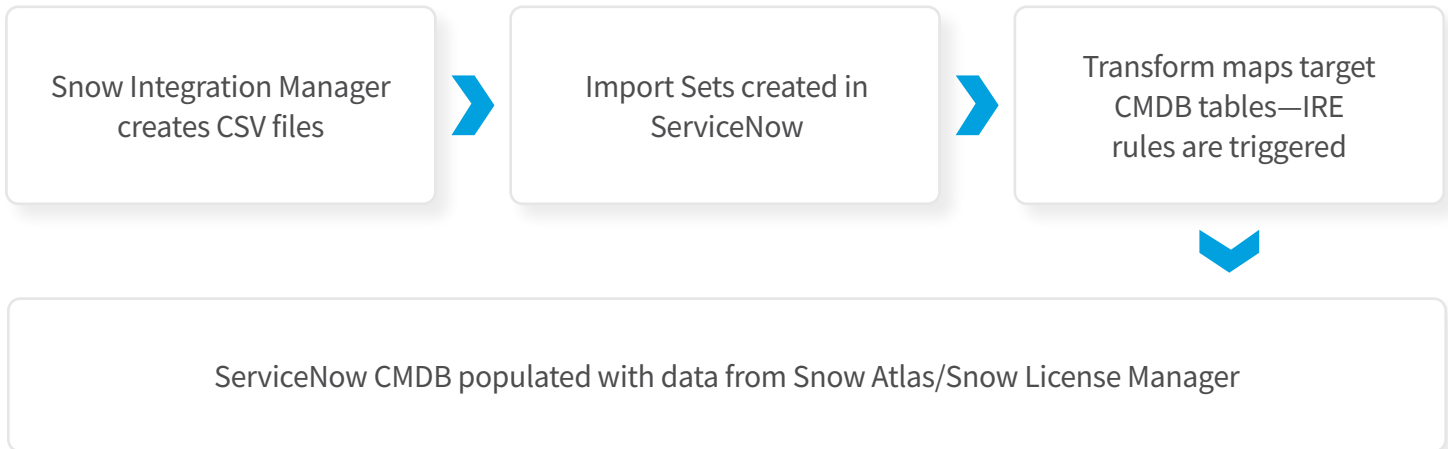 Snow Integration Manager
creates CSV files
Import Sets created in
ServiceNow
Transform maps target
CMDB tables—IRE
rules are triggered
ServiceNow CMDB populated with data from Snow Atlas/Snow License Manager